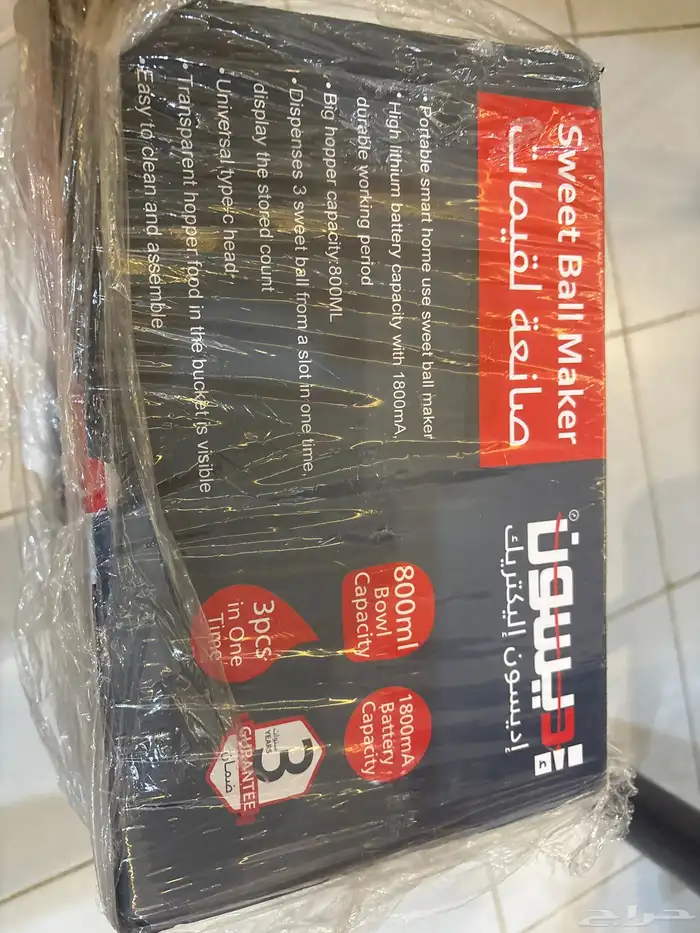 Sweet Ball Maker
صانعة لقيمات
• Portable smart home use sweet ball maker
• High lithium battery capacity with 1800mA,
durable working period
• Big hopper capacity:800ML
• Dispenses 3 sweet ball from a slot in one time.
display the stored count
• Universal type-c head,
• Transparent hopper,food in the bucket is visible
• Easy to clean and assemble
إديسون
إديسون إليكتريك
800ml
Bowl
Capacity
1800mA
Battery
Capacity
3pcs
in One
Time
3
سنوات
YEARS
GURANTEE
ضمان
حراج